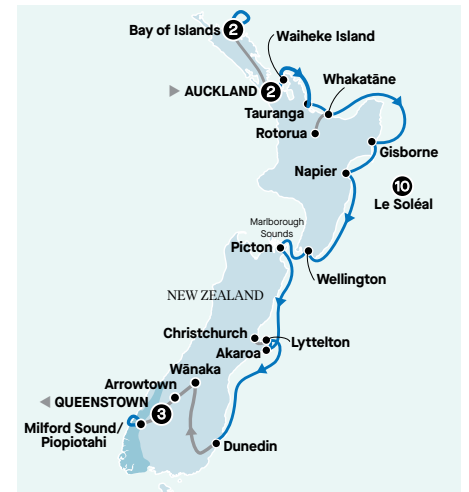 Bay of Islands 2
Waiheke Island
AUCKLAND 2
Whakatāne
Tauranga
Rotorua
Gisborne
Napier
10
Le Soléal
Marlborough
Sounds
Picton
Wellington
NEW ZEALAND
Christchurch
Lyttelton
Akaroa
Wānaka
Arrowtown
QUEENSTOWN
3
Milford Sound/
Piopiotahi
Dunedin